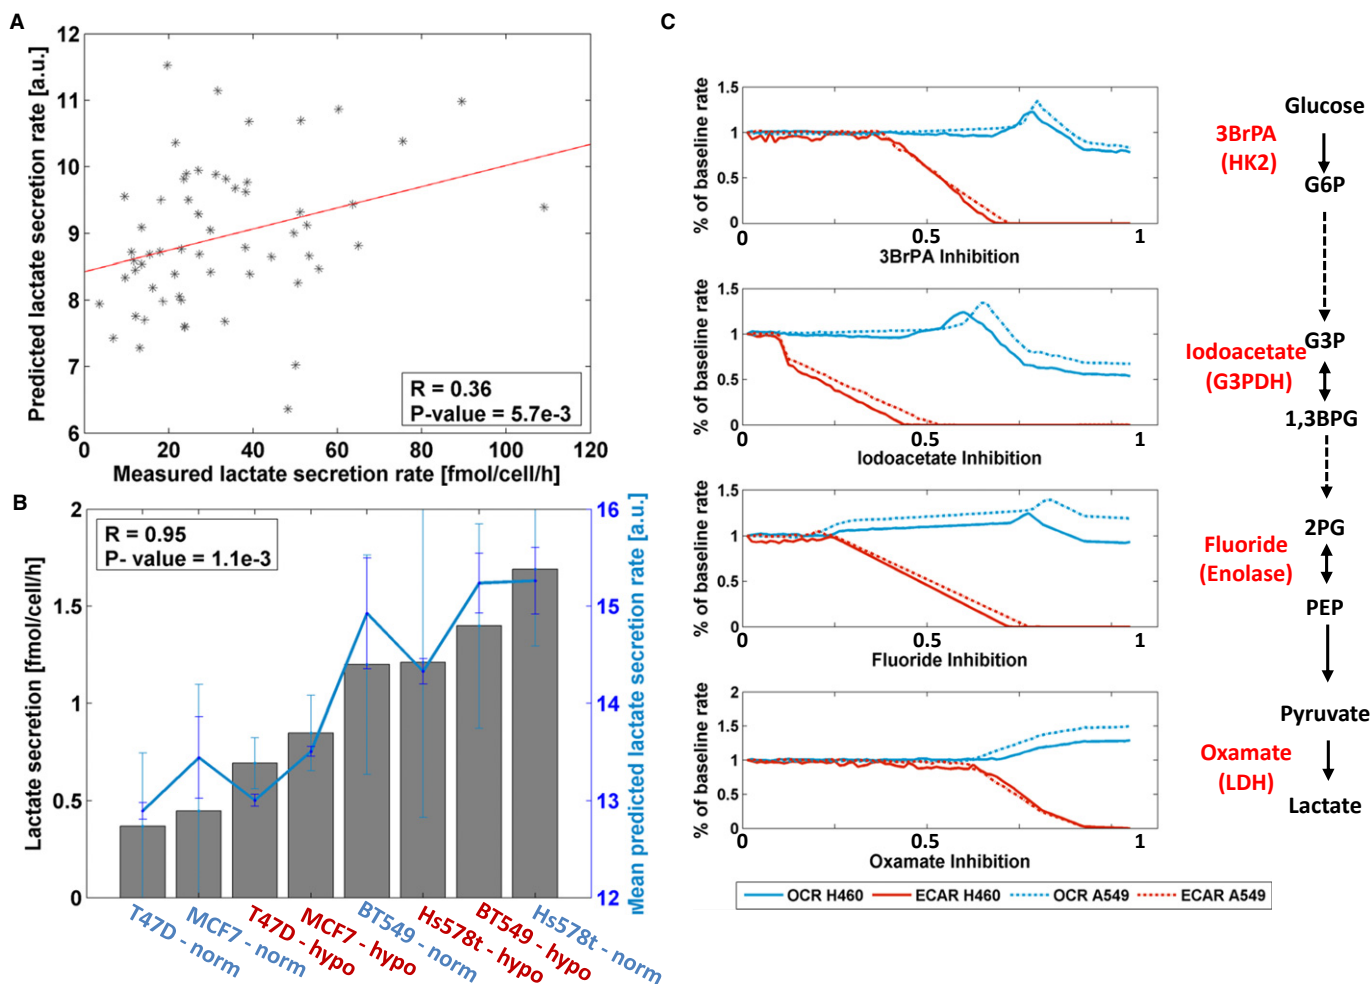 A
12
11
10
9
8
7
6
Predicted lactate secretion rate [a.u.]
R = 0.36
P-value = 5.7e-3
0 20 40 60 80 100 120
Measured lactate secretion rate [fmol/cell/h]
B
2
1.5
1
0.5
0
Lactate secretion [fmol/cell/h]
R = 0.95
P- value = 1.1e-3
16
15
14
13
12
Mean predicted lactate secretion rate [a.u.]
T47D - norm
MCF7 - norm
T47D - hypo
MCF7 - hypo
BT549 - norm
Hs578t - hypo
BT549 - hypo
Hs578t - norm
C
% of baseline rate
1.5
1
0.5
0
0 0.5 1
3BrPA Inhibition
% of baseline rate
1.5
1
0.5
0
0 0.5 1
Iodoacetate Inhibition
% of baseline rate
1.5
1
0.5
0
0 0.5 1
Fluoride Inhibition
% of baseline rate
2
1.5
1
0.5
0
0 0.5 1
Oxamate Inhibition
OCR H460 ECAR H460 OCR A549 ECAR A549
3BrPA
(HK2)
Iodoacetate
(G3PDH)
Fluoride
(Enolase)
Oxamate
(LDH)
Glucose
G6P
G3P
1,3BPG
2PG
PEP
Pyruvate
Lactate